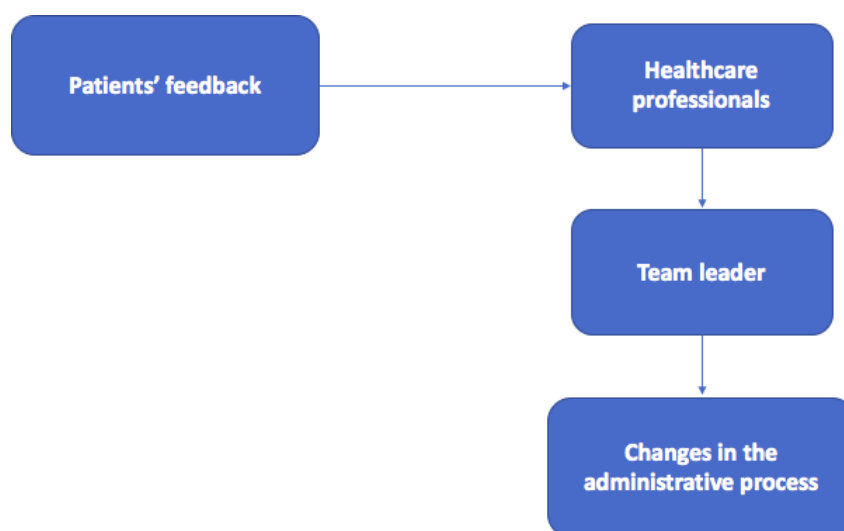 Patients’ feedback
Healthcare
professionals
Team leader
Changes in the
administrative process